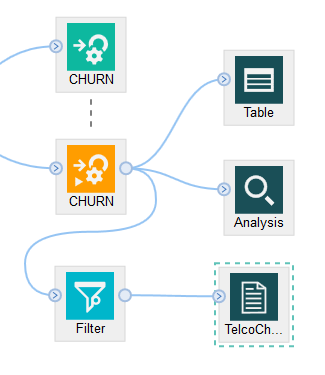 CHURN
Table
CHURN
Analysis
Filter
TelcoCh...